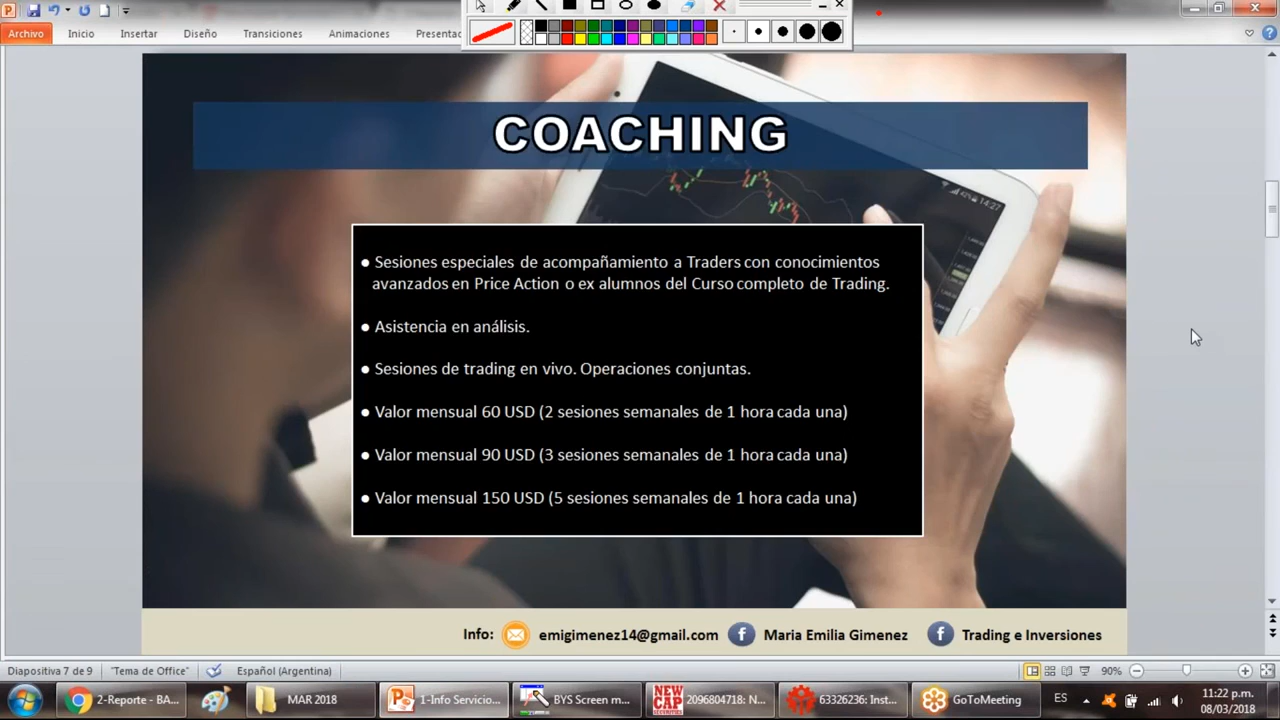 Archivo Inicio Insertar Diseño Transiciones Animaciones
COACHING
14:27
● Sesiones especiales de acompañamiento a Traders con conocimientos
avanzados en Price Action o ex alumnos del Curso completo de Trading.
● Asistencia en análisis.
● Sesiones de trading en vivo. Operaciones conjuntas.
● Valor mensual 60 USD (2 sesiones semanales de 1 hora cada una)
● Valor mensual 90 USD (3 sesiones semanales de 1 hora cada una)
● Valor mensual 150 USD (5 sesiones semanales de 1 hora cada una)
Info: emigimenez14@gmail.com Maria Emilia Gimenez Trading e Inversiones
Diapositiva 7 de 9 "Tema de Office" Español (Argentina) 90%
2-Reporte - BA... MAR 2018 1-Info Servicio... BYS Screen m... NEW CAP 2096804718: N... 63326236: Inst... GoToMeeting ES 11:22 p.m.
08/03/2018